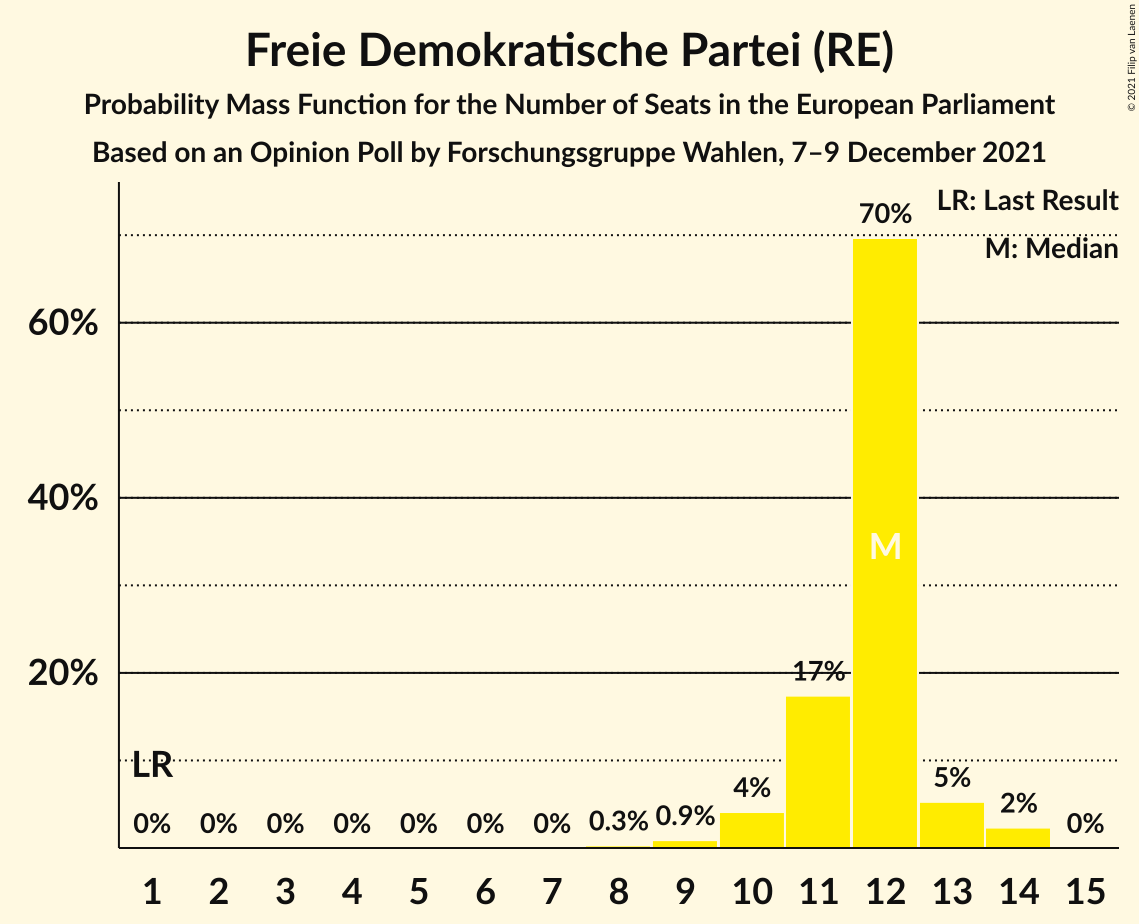 Freie Demokratische Partei (RE)
Probability Mass Function for the Number of Seats in the European Parliament
Based on an Opinion Poll by Forschungsgruppe Wahlen, 7–9 December 2021
© 2021 Filip van Laenen
LR: Last Result
M: Median
70%
60%
40%
M
20%
17%
LR
0% 0% 0% 0% 0% 0% 0% 0.3% 0.9% 4% 5% 2% 0%
1 2 3 4 5 6 7 8 9 10 11 12 13 14 15